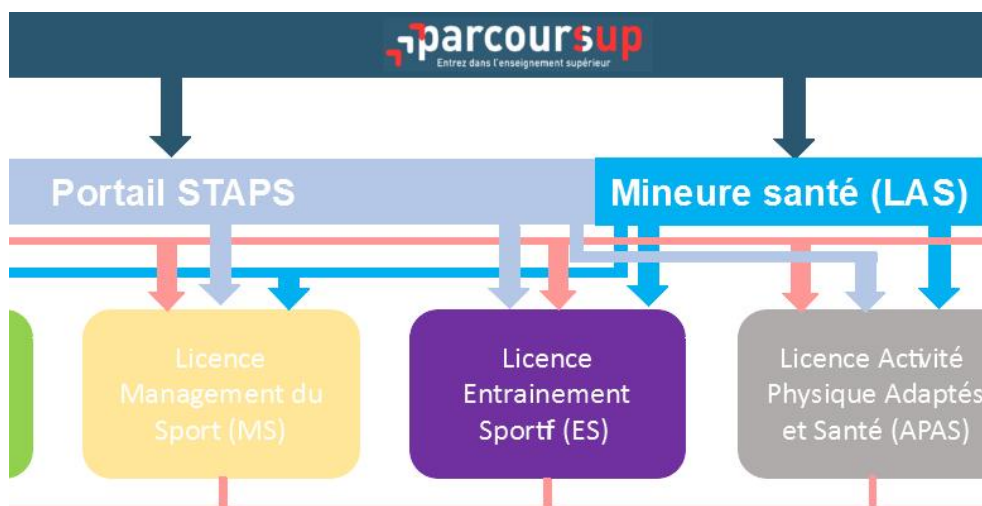 parcoursup
Entrez dans l'enseignement supérieur
Portail STAPS
Mineure santé (LAS)
Licence
Management du
Sport (MS)
Licence
Entrainement
Sportif (ES)
Licence Activité
Physique Adaptés
et Santé (APAS)